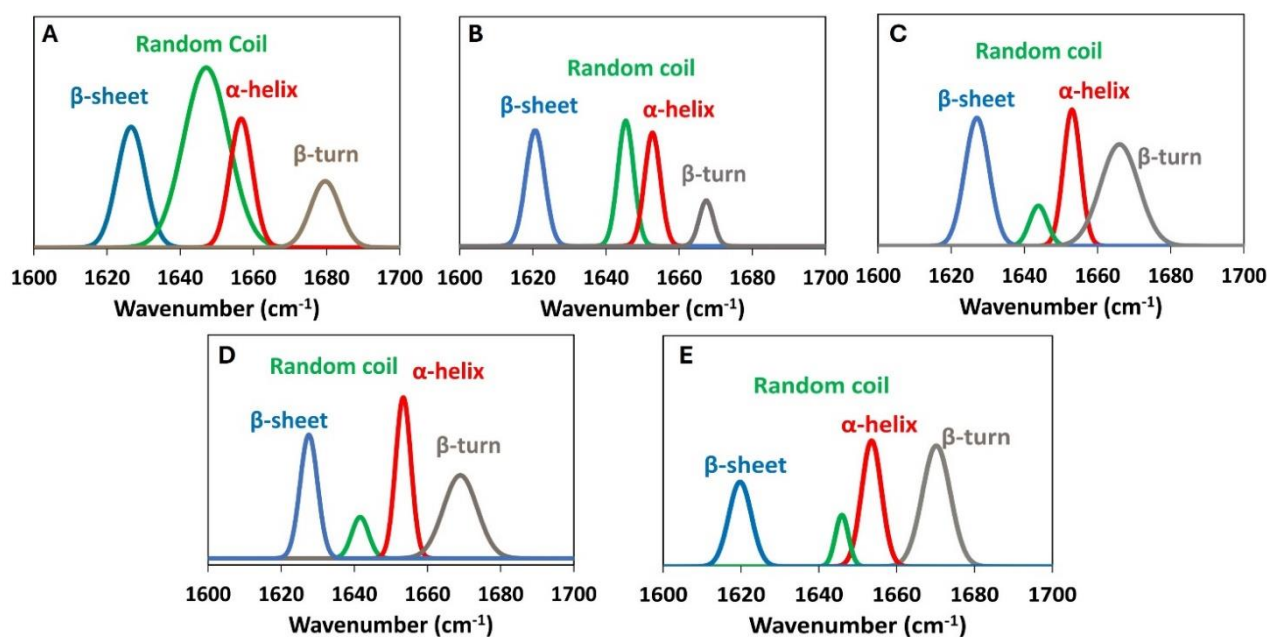 A
Random Coil
β-sheet
α-helix
β-turn
1600 1620 1640 1660 1680 1700
Wavenumber (cm⁻¹)
B
Random coil
β-sheet
α-helix
β-turn
1600 1620 1640 1660 1680 1700
Wavenumber (cm⁻¹)
C
Random coil
β-sheet
α-helix
β-turn
1600 1620 1640 1660 1680 1700
Wavenumber (cm⁻¹)
D
Random coil
α-helix
β-sheet
β-turn
1600 1620 1640 1660 1680 1700
Wavenumber (cm⁻¹)
E
Random coil
α-helix
β-turn
β-sheet
1600 1620 1640 1660 1680 1700
Wavenumber (cm⁻¹)